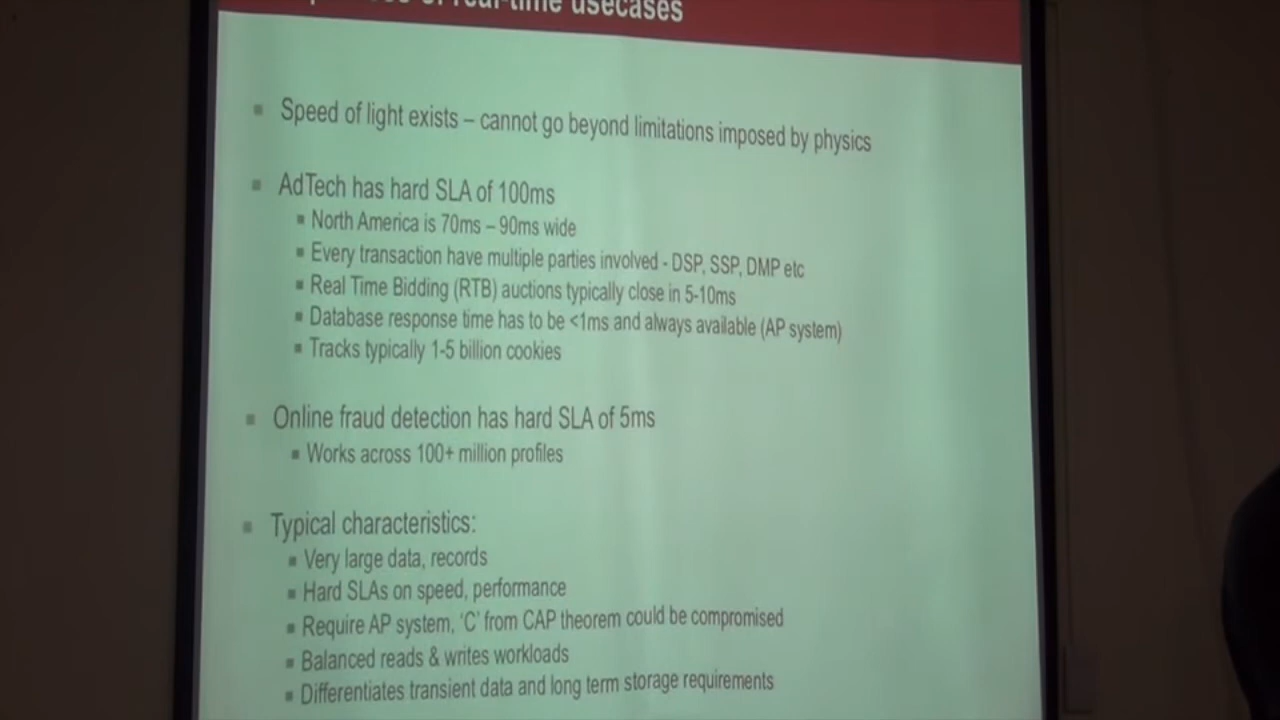 of real-time usecases
Speed of light exists – cannot go beyond limitations imposed by physics
AdTech has hard SLA of 100ms
North America is 70ms – 90ms wide
Every transaction have multiple parties involved - DSP, SSP, DMP etc
Real Time Bidding (RTB) auctions typically close in 5-10ms
Database response time has to be <1ms and always available (AP system)
Tracks typically 1-5 billion cookies
Online fraud detection has hard SLA of 5ms
Works across 100+ million profiles
Typical characteristics:
Very large data, records
Hard SLAs on speed, performance
Require AP system, 'C' from CAP theorem could be compromised
Balanced reads & writes workloads
Differentiates transient data and long term storage requirements